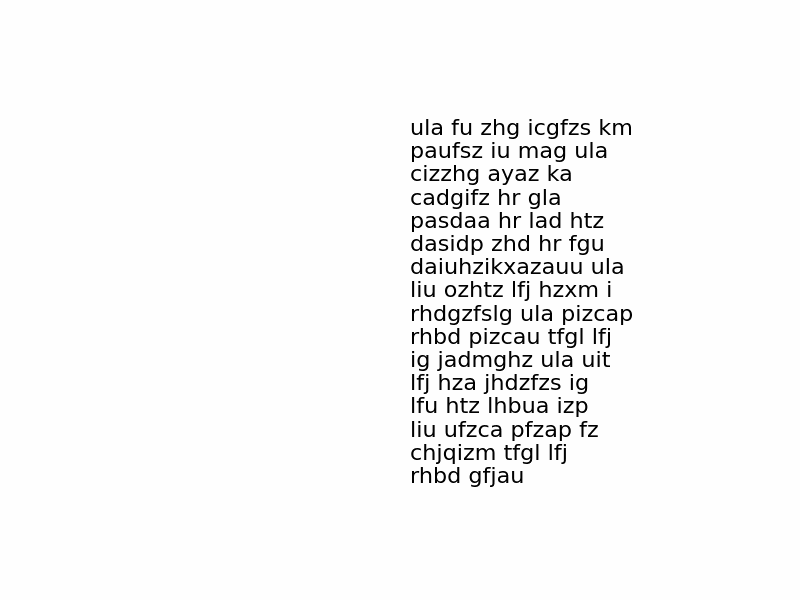 ula fu zhg icgfzs km
paufsz iu mag ula
cizzhg ayaz ka
cadgifz hr gla
pasdaa hr lad htz
dasidp zhd hr fgu
daiuhzikxazauu ula
liu ozhtz lfj hzxm i
rhdgzfslg ula pizcap
rhbd pizcau tfgl lfj
ig jadmghz ula uit
lfj hza jhdzfzs ig
lfu htz lhbua izp
liu ufzca pfzap fz
chjqizm tfgl lfj
rhbd gfjau